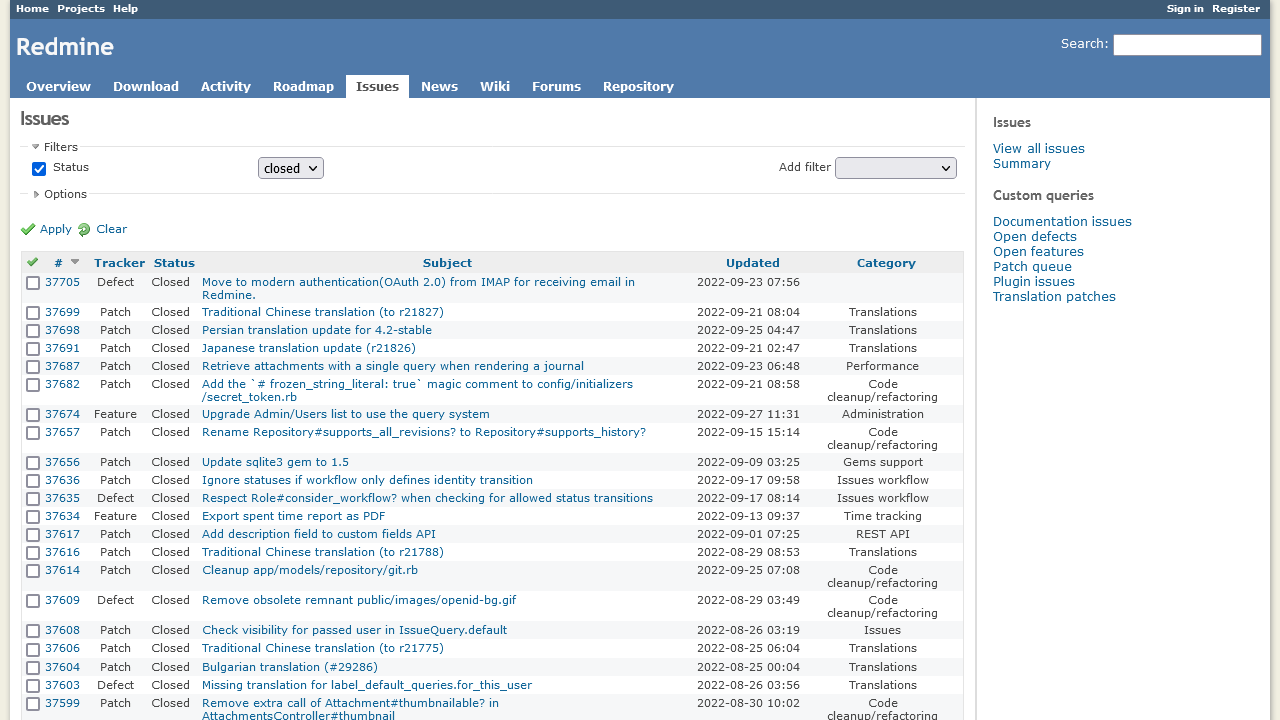 Home Projects Help Sign in Register
Redmine
Search:
Overview Download Activity Roadmap Issues News Wiki Forums Repository
Issues
Filters
Status closed Add filter
Options
Apply Clear
# Tracker Status Subject Updated Category
37705 Defect Closed Move to modern authentication(OAuth 2.0) from IMAP for receiving email in 2022-09-23 07:56
Redmine.
37699 Patch Closed Traditional Chinese translation (to r21827) 2022-09-21 08:04 Translations
37698 Patch Closed Persian translation update for 4.2-stable 2022-09-25 04:47 Translations
37691 Patch Closed Japanese translation update (r21826) 2022-09-21 02:47 Translations
37687 Patch Closed Retrieve attachments with a single query when rendering a journal 2022-09-23 06:48 Performance
37682 Patch Closed Add the `# frozen_string_literal: true` magic comment to config/initializers 2022-09-21 08:58 Code
/secret_token.rb cleanup/refactoring
37674 Feature Closed Upgrade Admin/Users list to use the query system 2022-09-27 11:31 Administration
37657 Patch Closed Rename Repository#supports_all_revisions? to Repository#supports_history? 2022-09-15 15:14 Code
cleanup/refactoring
37656 Patch Closed Update sqlite3 gem to 1.5 2022-09-09 03:25 Gems support
37636 Patch Closed Ignore statuses if workflow only defines identity transition 2022-09-17 09:58 Issues workflow
37635 Defect Closed Respect Role#consider_workflow? when checking for allowed status transitions 2022-09-17 08:14 Issues workflow
37634 Feature Closed Export spent time report as PDF 2022-09-13 09:37 Time tracking
37617 Patch Closed Add description field to custom fields API 2022-09-01 07:25 REST API
37616 Patch Closed Traditional Chinese translation (to r21788) 2022-08-29 08:53 Translations
37614 Patch Closed Cleanup app/models/repository/git.rb 2022-09-25 07:08 Code
cleanup/refactoring
37609 Defect Closed Remove obsolete remnant public/images/openid-bg.gif 2022-08-29 03:49 Code
cleanup/refactoring
37608 Patch Closed Check visibility for passed user in IssueQuery.default 2022-08-26 03:19 Issues
37606 Patch Closed Traditional Chinese translation (to r21775) 2022-08-25 06:04 Translations
37604 Patch Closed Bulgarian translation (#29286) 2022-08-25 00:04 Translations
37603 Defect Closed Missing translation for label_default_queries.for_this_user 2022-08-26 03:56 Translations
37599 Patch Closed Remove extra call of Attachment#thumbnailable? in 2022-08-30 10:02 Code
AttachmentsController#thumbnail cleanup/refactoring
Issues
View all issues
Summary
Custom queries
Documentation issues
Open defects
Open features
Patch queue
Plugin issues
Translation patches